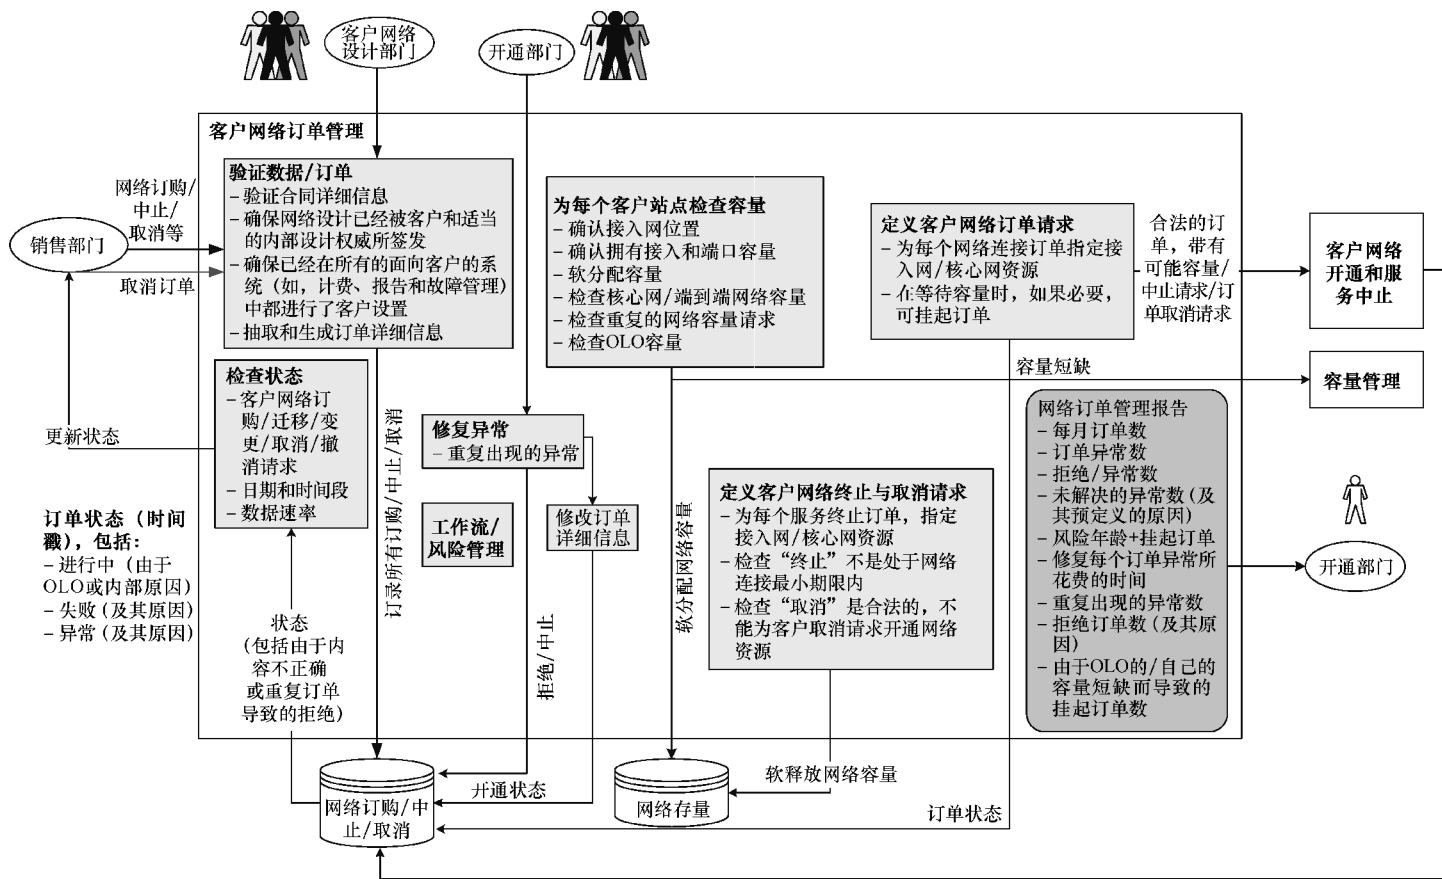 客户网络
设计部门
开通部门
客户网络订单管理
网络订购/
中止/
取消等
销售部门
取消订单
验证数据/订单
– 验证合同详细信息
– 确保网络设计已经被客户和适当
的内部设计权威所签发
– 确保已经在所有的面向客户的系
统（如，计费、报告和故障管理）
中都进行了客户设置
– 抽取和生成订单详细信息
为每个客户站点检查容量
– 确认接入网位置
– 确认拥有接入和端口容量
– 软分配容量
– 检查核心网/端到端网络容量
– 检查重复的网络容量请求
– 检查OLO容量
定义客户网络订单请求
– 为每个网络连接订单指定接
入网/核心网资源
– 在等待容量时，如果必要，
可挂起订单
合法的订
单，带有
可能容量/
中止请求/订
单取消请求
客户网络
开通和服
务中止
容量短缺
容量管理
检查状态
– 客户网络订
购/迁移/变
更/取消/撤
消请求
– 日期和时间段
– 数据速率
更新状态
订录所有订购/中止/取消
修复异常
– 重复出现的异常
工作流/
风险管理
修改订单
详细信息
软分配网络容量
定义客户网络终止与取消请求
– 为每个服务终止订单，指定
接入网/核心网资源
– 检查“终止”不是处于网络
连接最小期限内
– 检查“取消”是合法的，不
能为客户取消请求开通网络
资源
网络订单管理报告
– 每月订单数
– 订单异常数
– 拒绝/异常数
– 未解决的异常数（及
其预定义的原因）
– 风险年龄+挂起订单
– 修复每个订单异常所
花费的时间
– 重复出现的异常数
– 拒绝订单数（及其原
因）
– 由于OLO的/自己的
容量短缺而导致的
挂起订单数
开通部门
订单状态（时间
戳），包括：
– 进行中（由于
OLO或内部原因）
– 失败（及其原因）
– 异常（及其原因）
状态
（包括由于内
容不正确
或重复订单
导致的拒绝）
拒绝/中止
网络订购/中
止/取消
开通状态
网络存量
软释放网络容量
订单状态